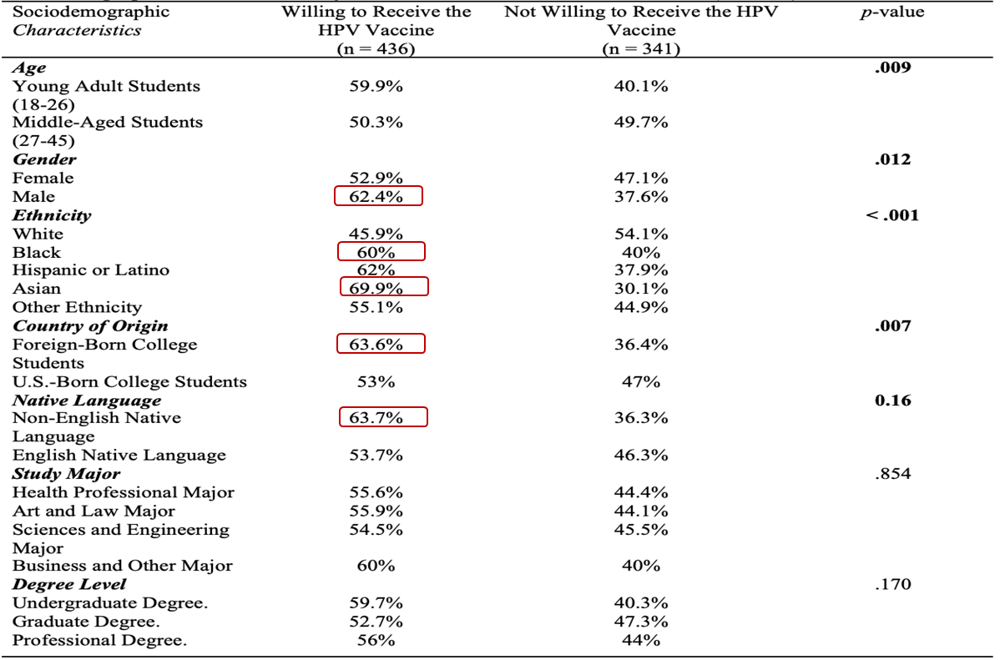 Sociodemographic Willing to Receive the Not Willing to Receive the HPV p-value
Characteristics HPV Vaccine Vaccine
(n = 436) (n = 341)
Age .009
Young Adult Students 59.9% 40.1%
(18-26)
Middle-Aged Students 50.3% 49.7%
(27-45)
Gender .012
Female 52.9% 47.1%
Male 62.4% 37.6%
Ethnicity < .001
White 45.9% 54.1%
Black 60% 40%
Hispanic or Latino 62% 37.9%
Asian 69.9% 30.1%
Other Ethnicity 55.1% 44.9%
Country of Origin .007
Foreign-Born College 63.6% 36.4%
Students
U.S.-Born College Students 53% 47%
Native Language 0.16
Non-English Native 63.7% 36.3%
Language
English Native Language 53.7% 46.3%
Study Major .854
Health Professional Major 55.6% 44.4%
Art and Law Major 55.9% 44.1%
Sciences and Engineering 54.5% 45.5%
Major
Business and Other Major 60% 40%
Degree Level .170
Undergraduate Degree. 59.7% 40.3%
Graduate Degree. 52.7% 47.3%
Professional Degree. 56% 44%